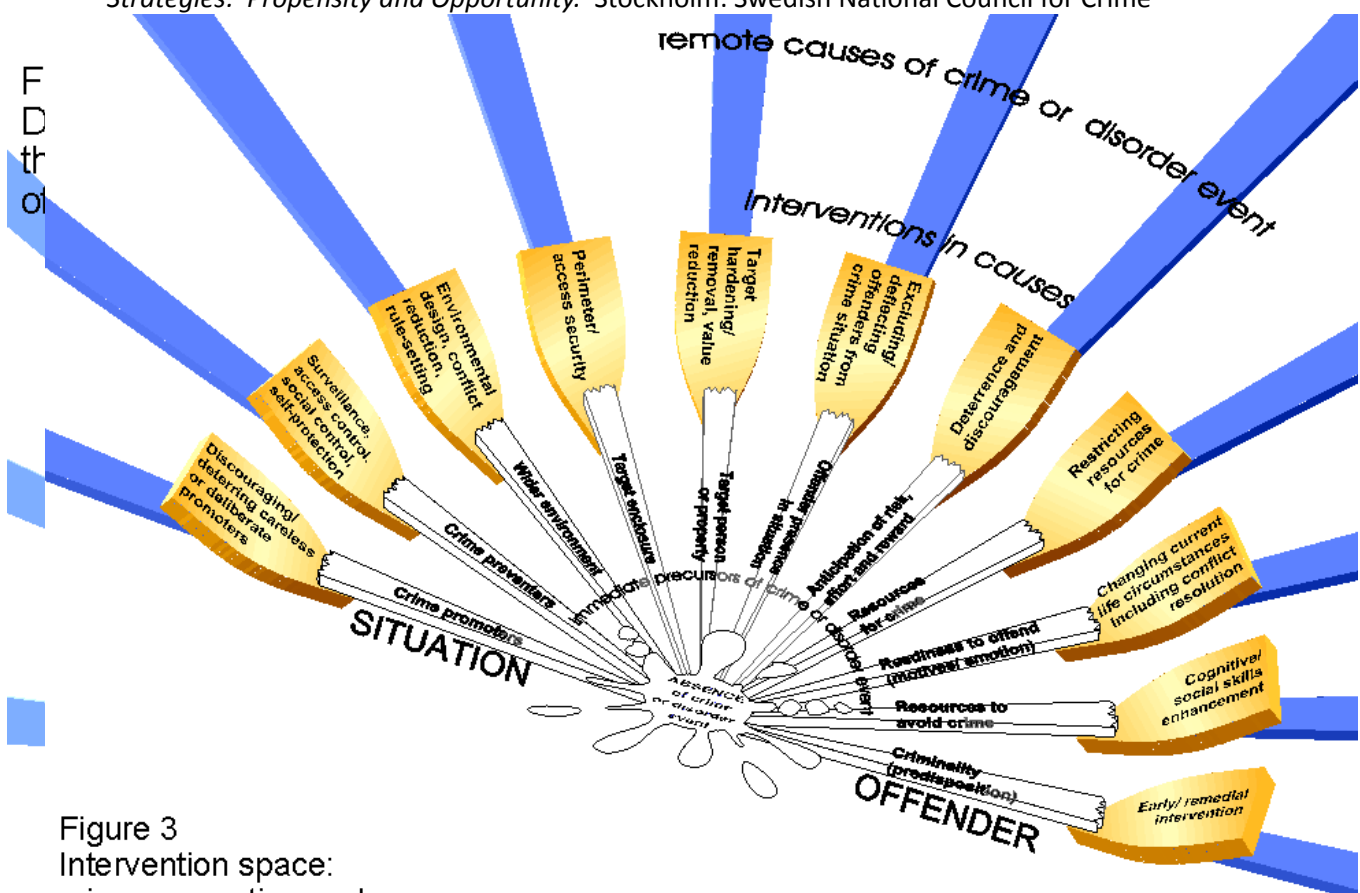 Strategies: Propensity and Opportunity. Stockholm: Swedish National Council for Crime
F
D
th
of
remote causes of crime or disorder event
interventions in causes
Discouraging/
deterring careless
or deliberate
promoters
Surveillance,
access control,
social control,
self-protection
Environmental
design, conflict
reduction,
rule-setting
Perimeter/
access security
Target
hardening/
removal, value
reduction
Excluding/
deflecting
offenders from
crime situation
Deterrence and
discouragement
Restricting
resources
for crime
Changing current
life circumstances
including conflict
resolution
Cognitive/
social skills
enhancement
Early/ remedial
intervention
Crime promoters
Crime preventers
Wider environment
Target enclosure
Target person
or property
Offender presence
in situation
Anticipation of risk,
effort and reward
Resources
for crime
Readiness to offend
(motives/ emotion)
Resources to
avoid crime
Criminality
(predisposition)
immediate precursors of crime or disorder event
SITUATION
ABSENCE
of crime
or disorder
event
OFFENDER
Figure 3
Intervention space: